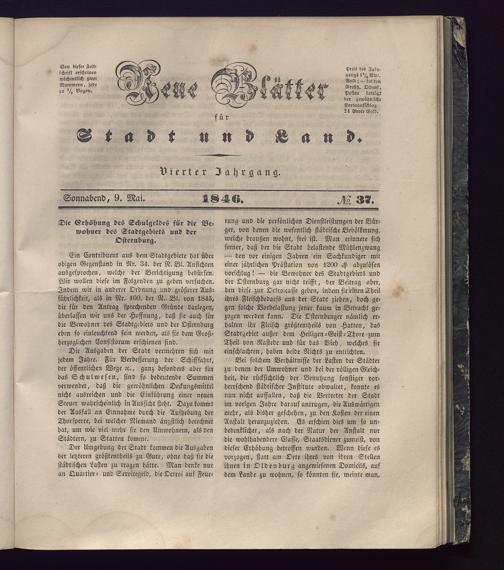 Von dieser Zeit-
schrift erscheinen
wöchentlich zwei
Nummern, jede
zu ½ Bogen.
Neue Blätter
für
Stadt und Land.
Vierter Jahrgang.
Preis des Jahr-
gangs
Gold;
Großh. Oldenb.
Posten beträgt
der gewöhnliche
Portoaufschlag
24 Grote Gold.
Sonnabend, 9. Mai.
1846.
№ 37.
Die Erhöhung des Schulgeldes für die Be-
wohner des Stadtgebiets und der
Osternburg.
Ein Contribuent aus dem Stadtgebiet hat über
obigen Gegenstand in Nr. 34. der N. Bl. Ansichten
ausgesprochen, welche der Berichtigung bedürfen.
Wir wollen diese im Folgenden zu geben versuchen.
Indem wir in anderer Ordnung und größerer Aus-
führlichkeit, als in Nr. 100. der N. Bl. von 1845,
die für den Antrag sprechenden Gründe darlegen,
überlassen wir uns der Hoffnung, daß sie auch für
die Bewohner des Stadtgebiets und der Osternburg
eben so einleuchtend sein werden, als sie dem Groß-
herzoglichen Consistorium erschienen sind.
Die Ausgaben der Stadt vermehren sich mit
jedem Jahre. Für Verbesserung der Schifffahrt,
der öffentlichen Wege ꝛc., ganz besonders aber für
das Schulwesen, sind so bedeutende Summen
verwendet, daß die gewöhnlichen Deckungsmittel
nicht ausreichen und die Einführung einer neuen
Steuer wahrscheinlich in Aussicht steht. Dazu kommt
der Ausfall an Einnahme durch die Aufhebung der
Thorsperre, bei welcher Niemand ängstlich berechnet
hat, um wie viel mehr sie den Umwohnern, als den
Städtern, zu Statten komme.
Der Umgebung der Stadt kommen die Ausgaben
der letzteren größtentheils zu Gute, ohne daß sie die
städtischen Lasten zu tragen hätte. Man denke nur
an Quartier- und Servicegeld, die Octroi auf Feue-
rung und die persönlichen Dienstleistungen der Bür-
ger, von denen die wesentlich städtische Bevölkerung,
welche draußen wohnt, frei ist. Man erinnere sich
ferner, daß den die Stadt belastende Mühlenzwang
— den vor einigen Jahren ein Sachkundiger mit
einer jährlichen Prästation von 1200 ₰ abzulösen
vorschlug! — die Bewohner des Stadtgebiets und
der Osternburg gar nicht trifft, der Beitrag aber,
den diese zur Octroicasse geben, indem sie einen Theil
ihres Fleischbedarfs aus der Stadt ziehen, doch ge-
gen solche Vorbelastung jener kaum in Betracht ge-
zogen werden kann. Die Osternburger nämlich er-
halten ihr Fleisch größtentheils von Hatten, das
Stadtgebiet außer dem Heiligen-Geist-Thore zum
Theil von Rastede und für das Vieh, welches sie
einschlachten, haben beide Nichts zu entrichten.
Bei solchem Verhältnisse der Lasten der Städter
zu denen der Umwohner und bei der völligen Gleich-
heit, die rücksichtlich der Benutzung sonstiger vor-
herrschend städtischer Institute obwaltet, konnte es
wohl nicht auffallen, daß die Vertreter der Stadt
im vorigen Jahre darauf antrugen, die Auswärtigen
mehr, als bisher geschehen, zu den Kosten der einen
Anstalt heranzuziehen. Es erschien dies um so un-
bedenklicher, als nach der Natur der Anstalt nur
die wohlhabendere Classe, Staatsdiener zumeist, von
dieser Erhöhung betroffen wurden. Wenn diese es
vorzogen, statt am Orte ihres von ihren Stellen
ihnen in Oldenburg angewiesenen Domicils, auf
dem Lande zu wohnen, so könnten sie, meinte man,